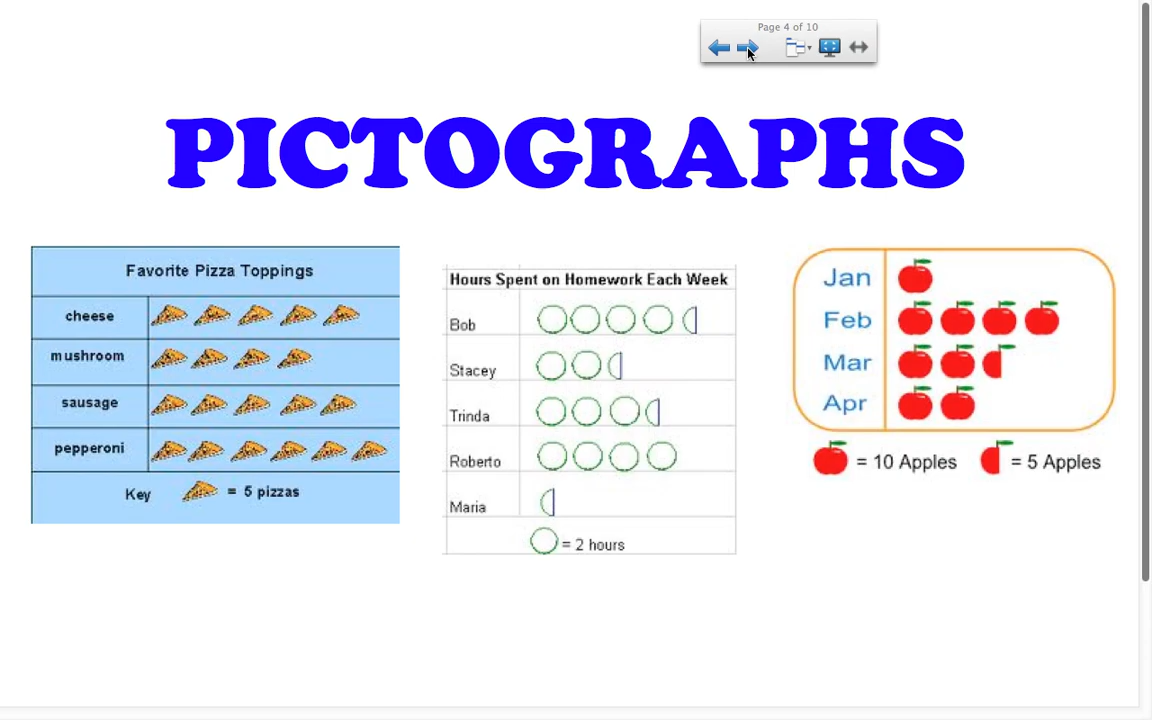 Page 4 of 10
PICTOGRAPHS
Favorite Pizza Toppings
cheese
mushroom
sausage
pepperoni
Key = 5 pizzas
Hours Spent on Homework Each Week
Bob
Stacey
Trinda
Roberto
Maria
= 2 hours
Jan
Feb
Mar
Apr
= 10 Apples = 5 Apples